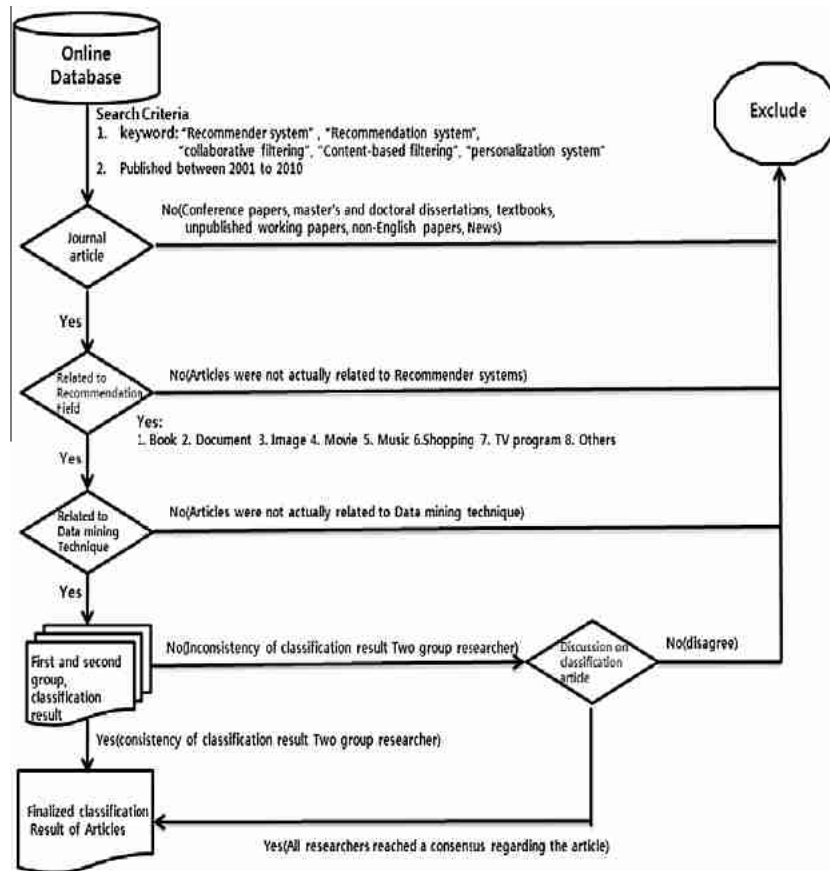 Online
Database
Exclude
Search Criteria
1. keyword: "Recommender system" , "Recommendation system",
"collaborative filtering", "Content-based filtering", "personalization system"
2. Published between 2001 to 2010
Journal
article
No(Conference papers, master's and doctoral dissertations, textbooks,
unpublished working papers, non-English papers, News)
Yes
Related to
Recommendation
Field
No(Articles were not actually related to Recommender systems)
Yes:
1. Book 2. Document 3. Image 4. Movie 5. Music 6.Shopping 7. TV program 8. Others
Yes
Related to
Data mining
Technique
No(Articles were not actually related to Data mining technique)
Yes
First and second
group,
classification
result
No(Inconsistency of classification result Two group researcher)
Discussion on
classification
article
No(disagree)
Yes(consistency of classification result Two group researcher)
Finalized classification
Result of Articles
Yes(All researchers reached a consensus regarding the article)